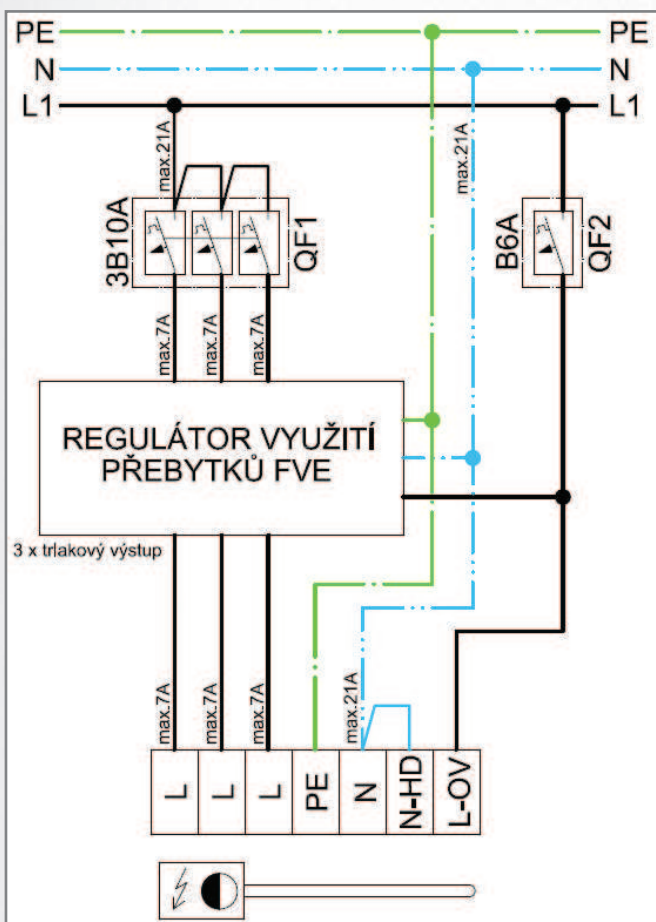 PE PE
N N
L1 L1
max.21A
max.21A
3B10A
QF1
B6A
QF2
max.7A
max.7A
max.7A
REGULÁTOR VYUŽITÍ
PŘEBYTKŮ FVE
3 x trlakový výstup
max.7A
max.7A
max.7A
max.21A
L
L
L
PE
N
N-HD
L-OV